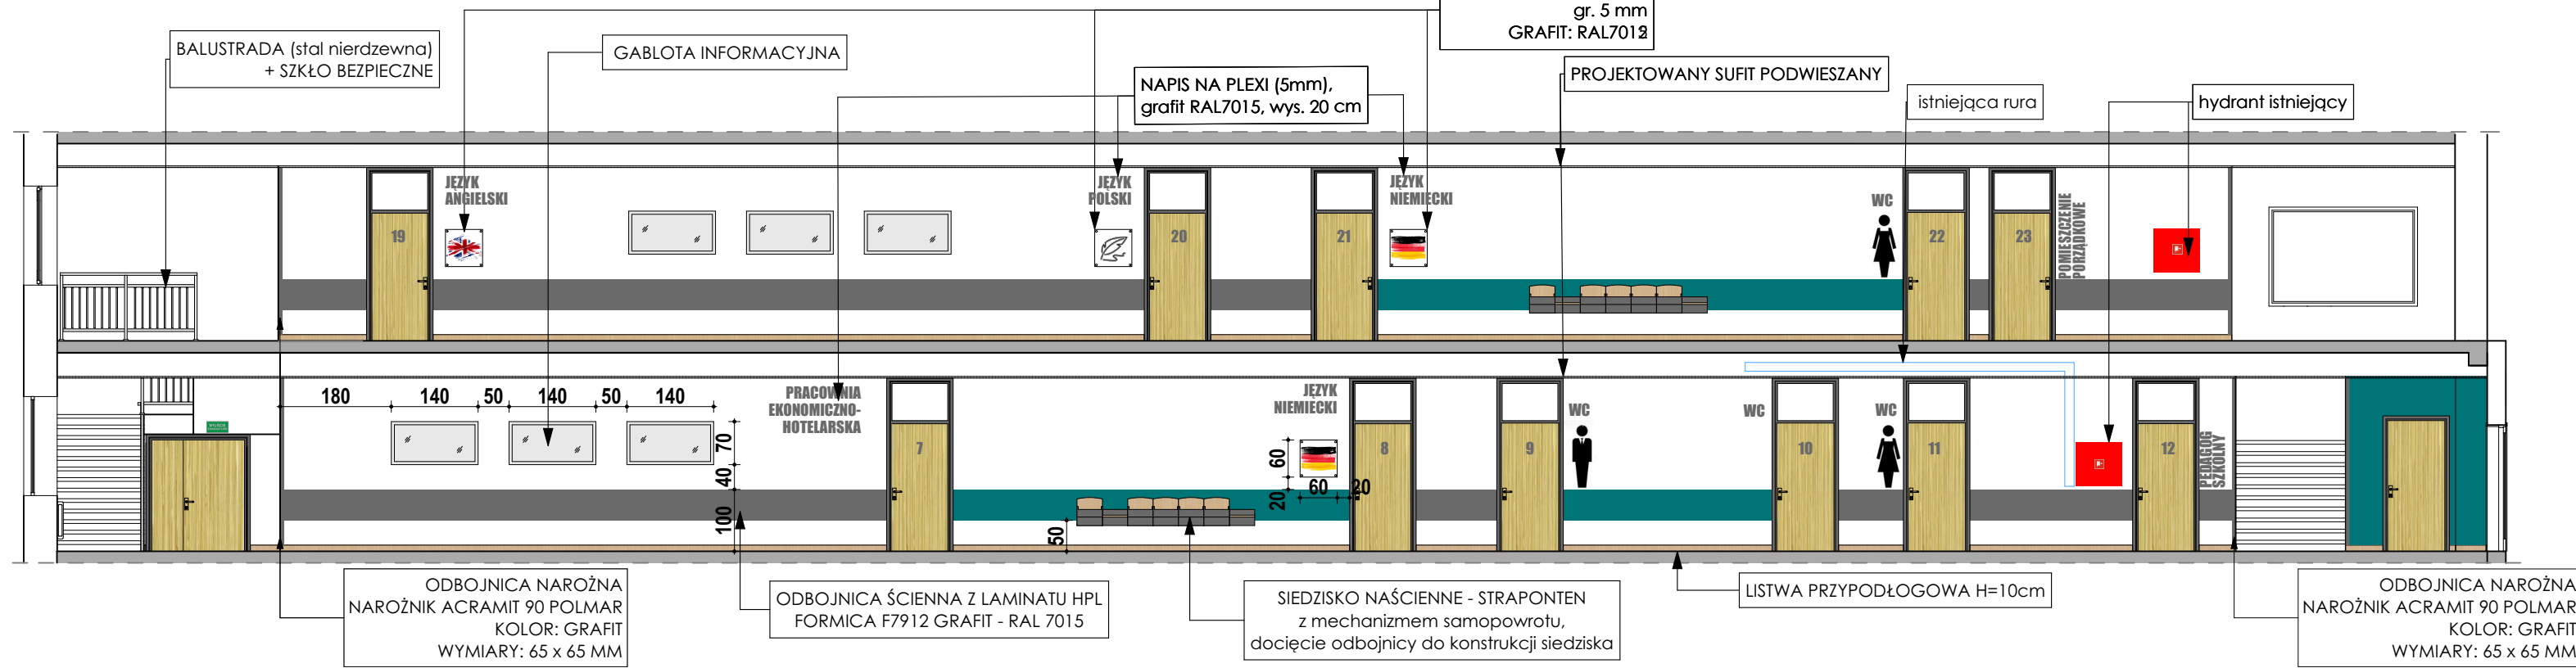 gr. 5 mm
GRAFIT:
BALUSTRADA (stal nierdzewna)
+ SZKŁO BEZPIECZNE
GABLOTA INFORMACYJNA
NAPIS NA PLEXI (5mm),
grafit RAL7015, wys. 20 cm
PROJEKTOWANY SUFIT PODWIESZANY
istniejąca rura
hydrant istniejący
JĘZYK
ANGIELSKI
JĘZYK
POLSKI
JĘZYK
NIEMIECKI
WC
POMIESZCZENIE
PORZĄDKOWE
19
20
21
22
23
180
140
50
140
50
140
70
40
100
PRACOWNIA
EKONOMICZNO-
HOTELARSKA
JĘZYK
NIEMIECKI
WC
WC
WC
7
8
9
10
11
12
60
60
20
20
50
PEDAGOG
SZKOLNY
ODBOJNICA NAROŻNA
NAROŻNIK ACRAMIT 90 POLMAR
KOLOR: GRAFIT
WYMIARY: 65 x 65 MM
ODBOJNICA ŚCIENNA Z LAMINATU HPL
FORMICA F7912 GRAFIT - RAL 7015
SIEDZISKO NAŚCIENNE - STRAPONTEN
z mechanizmem samopowrotu,
docięcie odbojnicy do konstrukcji siedziska
LISTWA PRZYPODŁOGOWA H=10cm
ODBOJNICA NAROŻNA
NAROŻNIK ACRAMIT 90 POLMAR
KOLOR: GRAFIT
WYMIARY: 65 x 65 MM